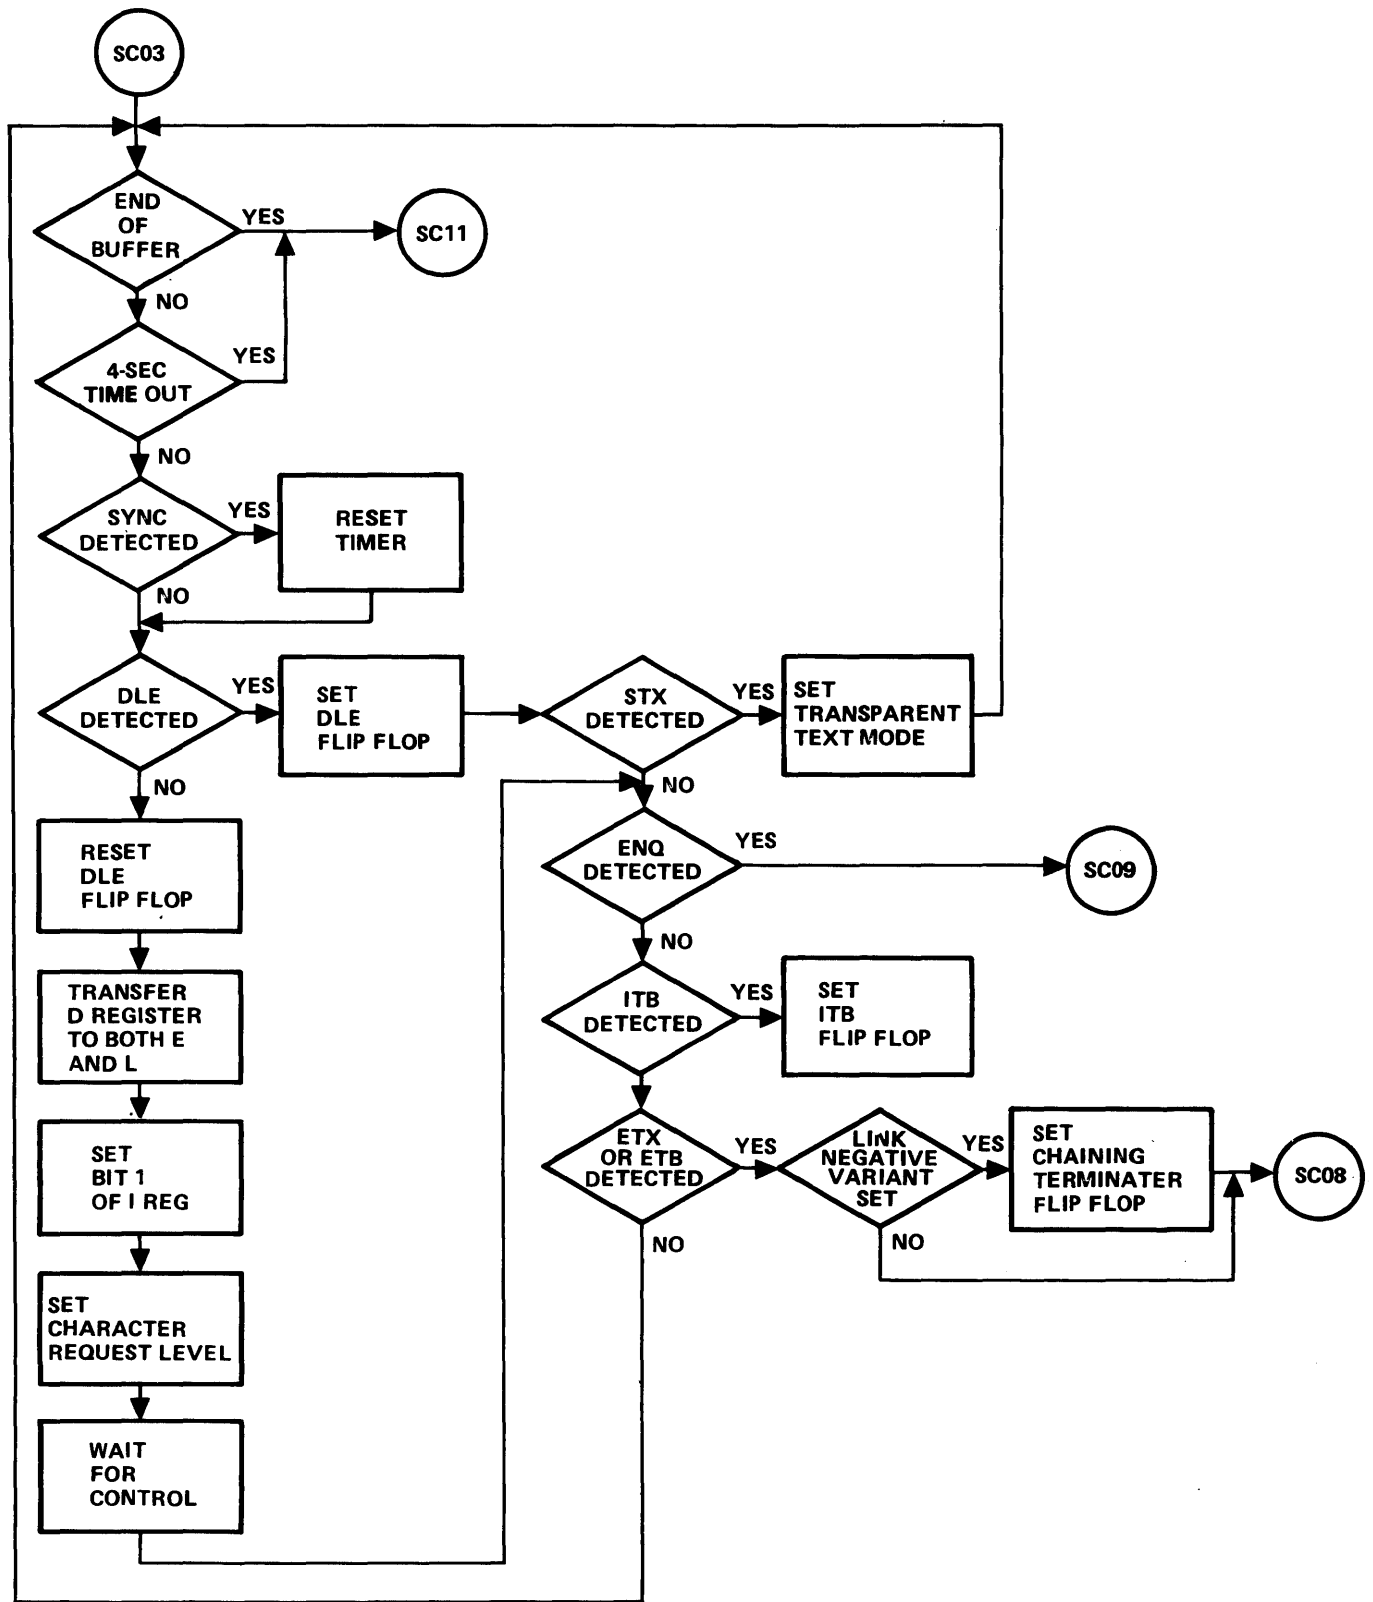 SC03
END
OF
BUFFER
YES
SC11
NO
4-SEC
TIME OUT
YES
NO
SYNC
DETECTED
YES
RESET
TIMER
NO
DLE
DETECTED
YES
SET
DLE
FLIP FLOP
STX
DETECTED
YES
SET
TRANSPARENT
TEXT MODE
NO
NO
RESET
DLE
FLIP FLOP
ENQ
DETECTED
YES
SC09
NO
TRANSFER
D REGISTER
TO BOTH E
AND L
ITB
DETECTED
YES
SET
ITB
FLIP FLOP
SET
BIT 1
OF I REG
ETX
OR ETB
DETECTED
YES
LINK
NEGATIVE
VARIANT
SET
YES
SET
CHAINING
TERMINATER
FLIP FLOP
SC08
NO
NO
SET
CHARACTER
REQUEST LEVEL
WAIT
FOR
CONTROL